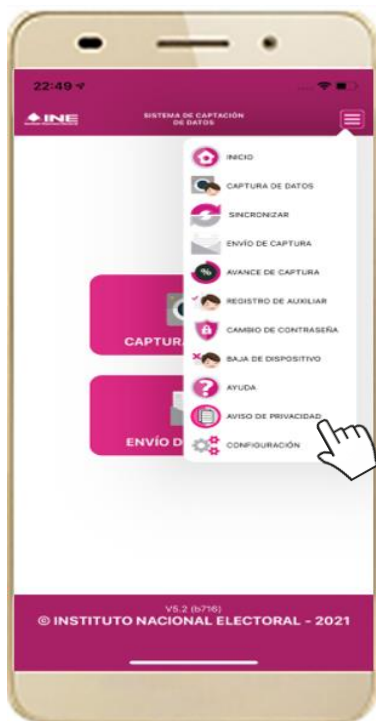 22:49
INE
SISTEMA DE CAPTACIÓN
DE DATOS
INICIO
CAPTURA DE DATOS
SINCRONIZAR
ENVÍO DE CAPTURA
%
AVANCE DE CAPTURA
REGISTRO DE AUXILIAR
CAMBIO DE CONTRASEÑA
BAJA DE DISPOSITIVO
?
AYUDA
AVISO DE PRIVACIDAD
CONFIGURACIÓN
CAPTUR
ENVÍO D
V5.2 (b716)
© INSTITUTO NACIONAL ELECTORAL - 2021